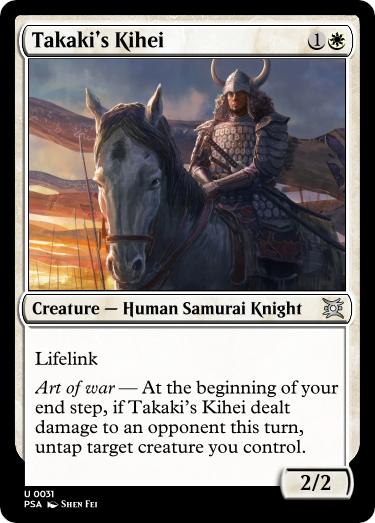 Takaki's Kihei 1
Creature — Human Samurai Knight
Lifelink
Art of war — At the beginning of your
end step, if Takaki's Kihei dealt
damage to an opponent this turn,
untap target creature you control.
2/2
U 0031
PSA Shen Fei